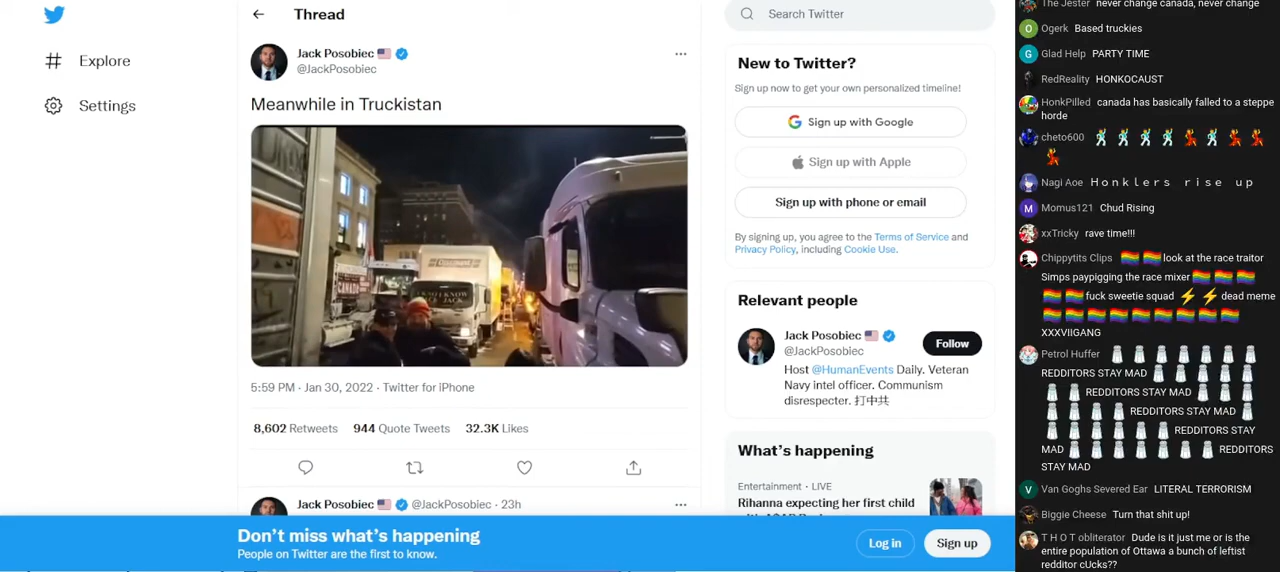 Thread
Explore
Settings
Jack Posobiec 🇺🇸
@JackPosobiec
Meanwhile in Truckistan
CANADA
JACK
5:59 PM · Jan 30, 2022 · Twitter for iPhone
8,602 Retweets 944 Quote Tweets 32.3K Likes
Jack Posobiec 🇺🇸 @JackPosobiec · 23h
Search Twitter
New to Twitter?
Sign up now to get your own personalized timeline!
Sign up with Google
Sign up with Apple
Sign up with phone or email
By signing up, you agree to the Terms of Service and
Privacy Policy, including Cookie Use.
Relevant people
Jack Posobiec 🇺🇸
@JackPosobiec
Follow
Host @HumanEvents Daily. Veteran
Navy intel officer. Communism
disrespecter. 打中共
What's happening
Entertainment · LIVE
Rihanna expecting her first child
Don't miss what's happening
People on Twitter are the first to know.
Log in
Sign up
The Jester never change canada, never change
O
Ogerk Based truckies
G
Glad Help PARTY TIME
RedReality HONKOCAUST
HonkPilled canada has basically falled to a steppe
horde
cheto600 🕺 🕺 🕺 🕺 💃 🕺 💃 💃
💃
Nagi Aoe Ｈｏｎｋｌｅｒｓ ｒｉｓｅ ｕｐ
M
Momus121 Chud Rising
xxTricky rave time!!!
Chippytits Clips 🏳️‍🌈 🏳️‍🌈 look at the race traitor
Simps paypigging the race mixer 🏳️‍🌈 🏳️‍🌈 🏳️‍🌈
🏳️‍🌈 🏳️‍🌈 fuck sweetie squad ⚡ ⚡ dead meme
🏳️‍🌈 🏳️‍🌈 🏳️‍🌈 🏳️‍🌈 🏳️‍🌈 🏳️‍🌈 🏳️‍🌈 🏳️‍🌈 🏳️‍🌈
XXXVIIGANG
Petrol Huffer 🧂 🧂 🧂 🧂 🧂 🧂 🧂
REDDITORS STAY MAD 🧂 🧂 🧂 🧂 🧂
🧂 🧂 REDDITORS STAY MAD 🧂 🧂 🧂
🧂 🧂 🧂 🧂 REDDITORS STAY MAD 🧂
🧂 🧂 🧂 🧂 🧂 🧂 REDDITORS STAY
MAD 🧂 🧂 🧂 🧂 🧂 🧂 🧂 REDDITORS
STAY MAD
V
Van Goghs Severed Ear LITERAL TERRORISM
Biggie Cheese Turn that shit up!
T H O T obliterator Dude is it just me or is the
entire population of Ottawa a bunch of leftist
redditor cUcks??